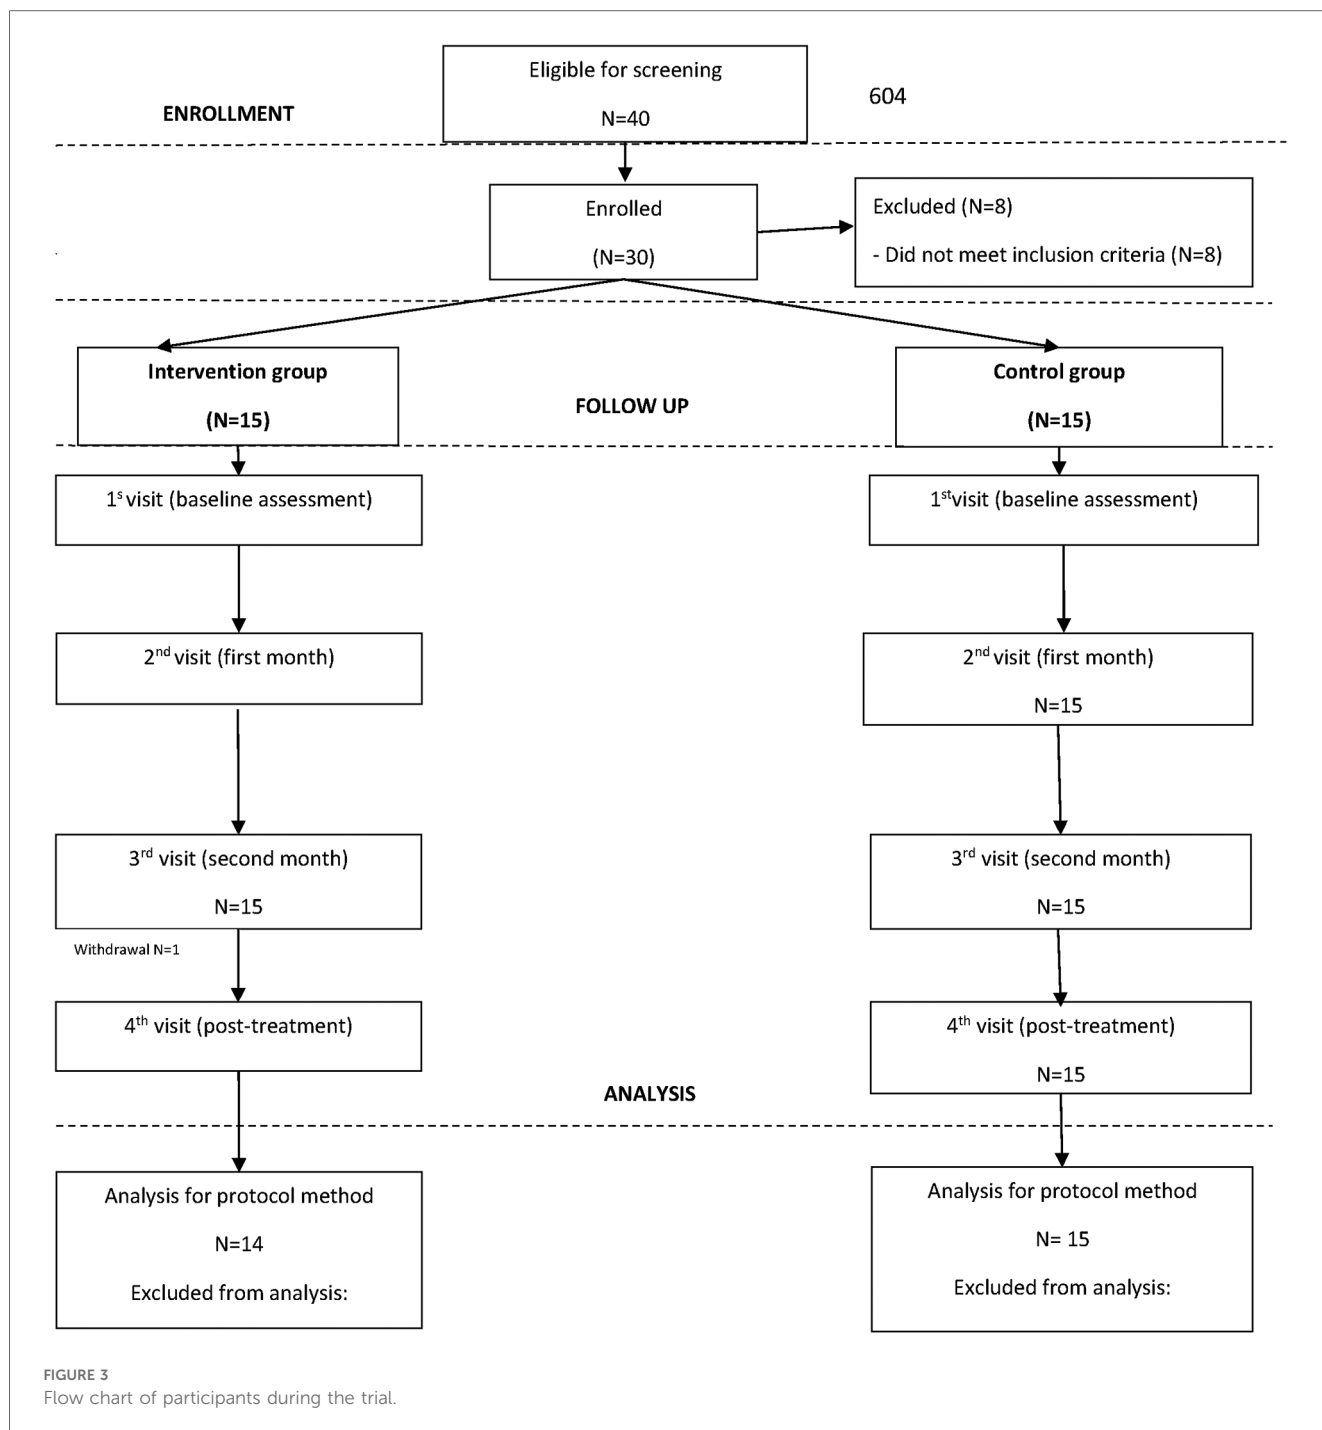 Eligible for screening
N=40
604
ENROLLMENT
Enrolled
(N=30)
Excluded (N=8)
- Did not meet inclusion criteria (N=8)
Intervention group
(N=15)
FOLLOW UP
Control group
(N=15)
1s visit (baseline assessment)
1st visit (baseline assessment)
2nd visit (first month)
2nd visit (first month)
N=15
3rd visit (second month)
N=15
3rd visit (second month)
N=15
Withdrawal N=1
4th visit (post-treatment)
4th visit (post-treatment)
N=15
ANALYSIS
Analysis for protocol method
N=14
Excluded from analysis:
Analysis for protocol method
N= 15
Excluded from analysis:
FIGURE 3
Flow chart of participants during the trial.